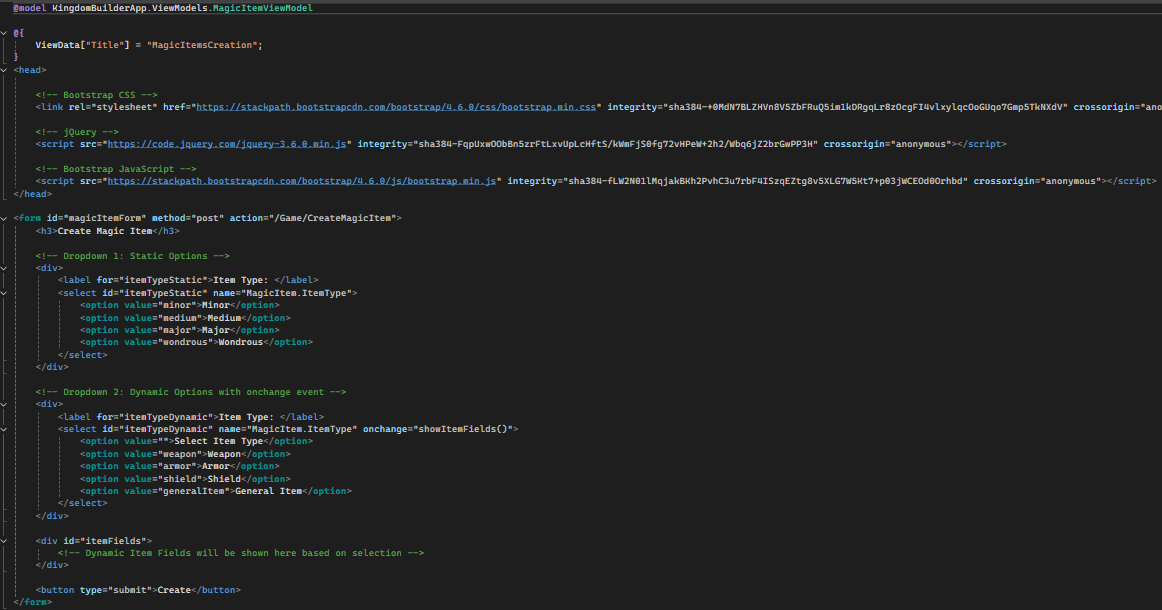 @model KingdomBuilderApp.ViewModels.MagicItemViewModel
@{
ViewData["Title"] = "MagicItemsCreation";
}
<head>
<!-- Bootstrap CSS -->
<link rel="stylesheet" href="https://stackpath.bootstrapcdn.com/bootstrap/4.6.0/css/bootstrap.min.css" integrity="sha384-+0MdN7BLZHVn8V5ZbFRuQ5im1kDRgqLr8zOcgFI4vlxylqcOoGUqo7Gmp5TkNXdV" crossorigin="ano
<!-- jQuery -->
<script src="https://code.jquery.com/jquery-3.6.0.min.js" integrity="sha384-FqpUxwOObBn5zrFtLxvUpLcHftS/kWmFjS0fg72vHPeW+2h2/Wbq6jZ2brGwPP3H" crossorigin="anonymous"></script>
<!-- Bootstrap JavaScript -->
<script src="https://stackpath.bootstrapcdn.com/bootstrap/4.6.0/js/bootstrap.min.js" integrity="sha384-fLW2N01lMqjakBKh2PvhC3u7rbF4ISzqEZtg8v5XLG7W5Kt7+p03jWCEOd0Orhbd" crossorigin="anonymous"></script>
</head>
<form id="magicItemForm" method="post" action="/Game/CreateMagicItem">
<h3>Create Magic Item</h3>
<!-- Dropdown 1: Static Options -->
<div>
<label for="itemTypeStatic">Item Type: </label>
<select id="itemTypeStatic" name="MagicItem.ItemType">
<option value="minor">Minor</option>
<option value="medium">Medium</option>
<option value="major">Major</option>
<option value="wondrous">Wondrous</option>
</select>
</div>
<!-- Dropdown 2: Dynamic Options with onchange event -->
<div>
<label for="itemTypeDynamic">Item Type: </label>
<select id="itemTypeDynamic" name="MagicItem.ItemType" onchange="showItemFields()">
<option value="">Select Item Type</option>
<option value="weapon">Weapon</option>
<option value="armor">Armor</option>
<option value="shield">Shield</option>
<option value="generalItem">General Item</option>
</select>
</div>
<div id="itemFields">
<!-- Dynamic Item Fields will be shown here based on selection -->
</div>
<button type="submit">Create</button>
</form>